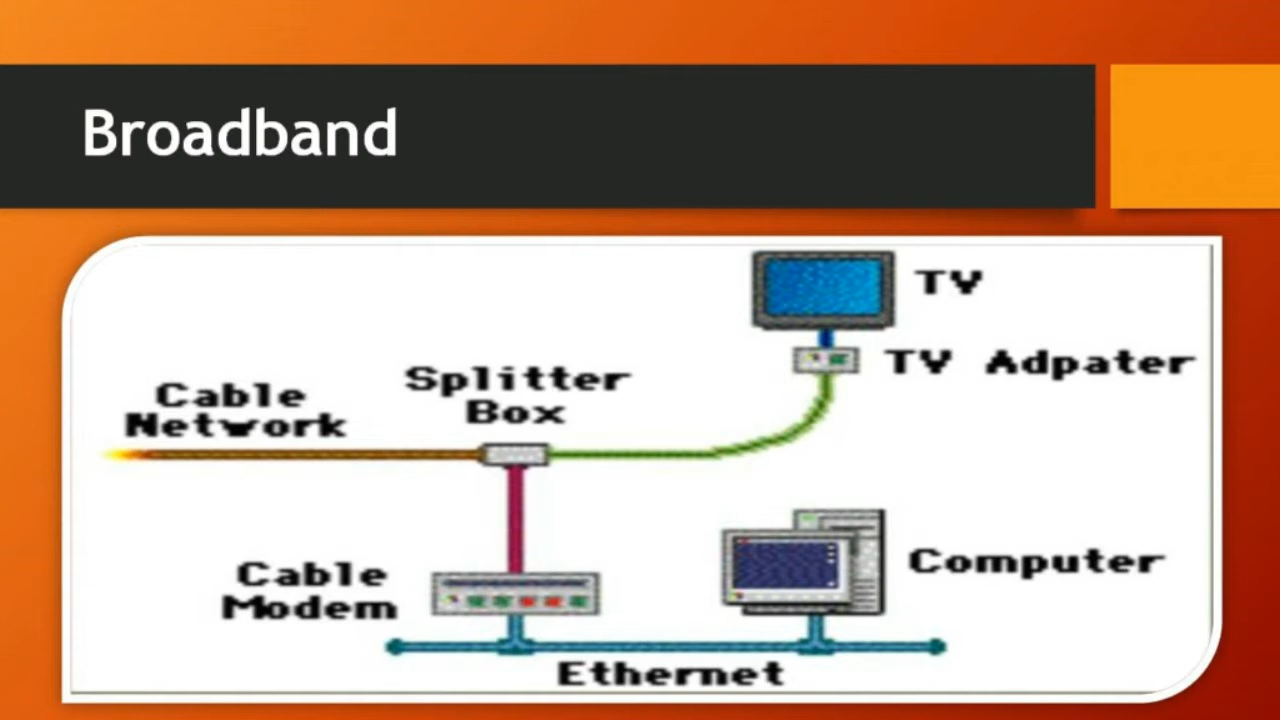 Broadband
TV
TV Adpater
Splitter
Box
Cable
Network
Computer
Cable
Modem
Ethernet